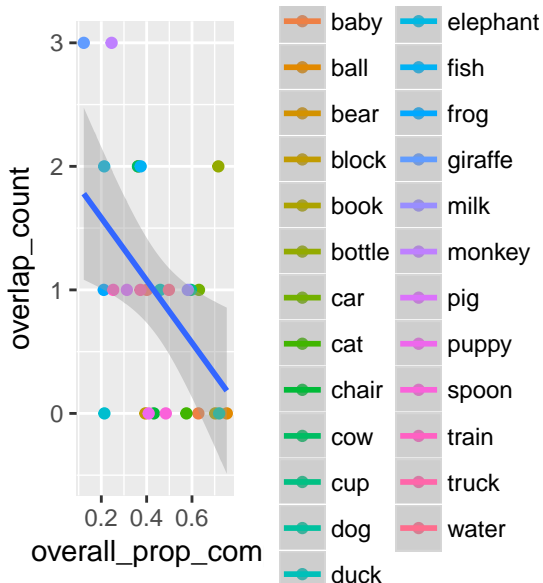 overlap_count
3
2
1
0
0.2 0.4 0.6
overall_prop_com
baby
ball
bear
block
book
bottle
car
cat
chair
cow
cup
dog
duck
elephant
fish
frog
giraffe
milk
monkey
pig
puppy
spoon
train
truck
water